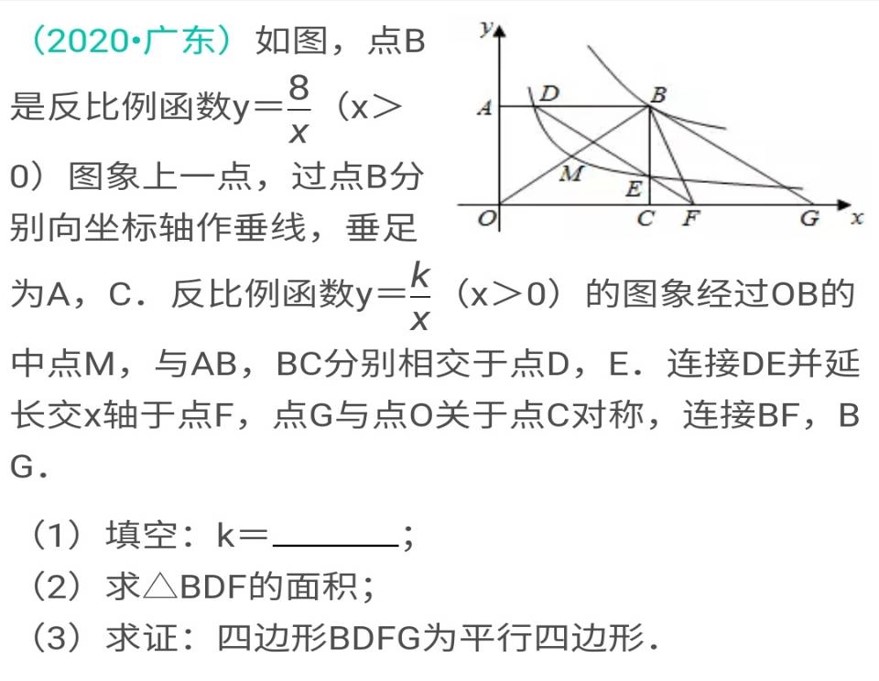 （2020•广东）如图，点B
是反比例函数y＝8/x（x＞
0）图象上一点，过点B分
别向坐标轴作垂线，垂足
为A，C．反比例函数y＝k/x（x＞0）的图象经过OB的
中点M，与AB，BC分别相交于点D，E．连接DE并延
长交x轴于点F，点G与点O关于点C对称，连接BF，B
G．
（1）填空：k＝________；
（2）求△BDF的面积；
（3）求证：四边形BDFG为平行四边形．
y
A D B
M E
O C F G x